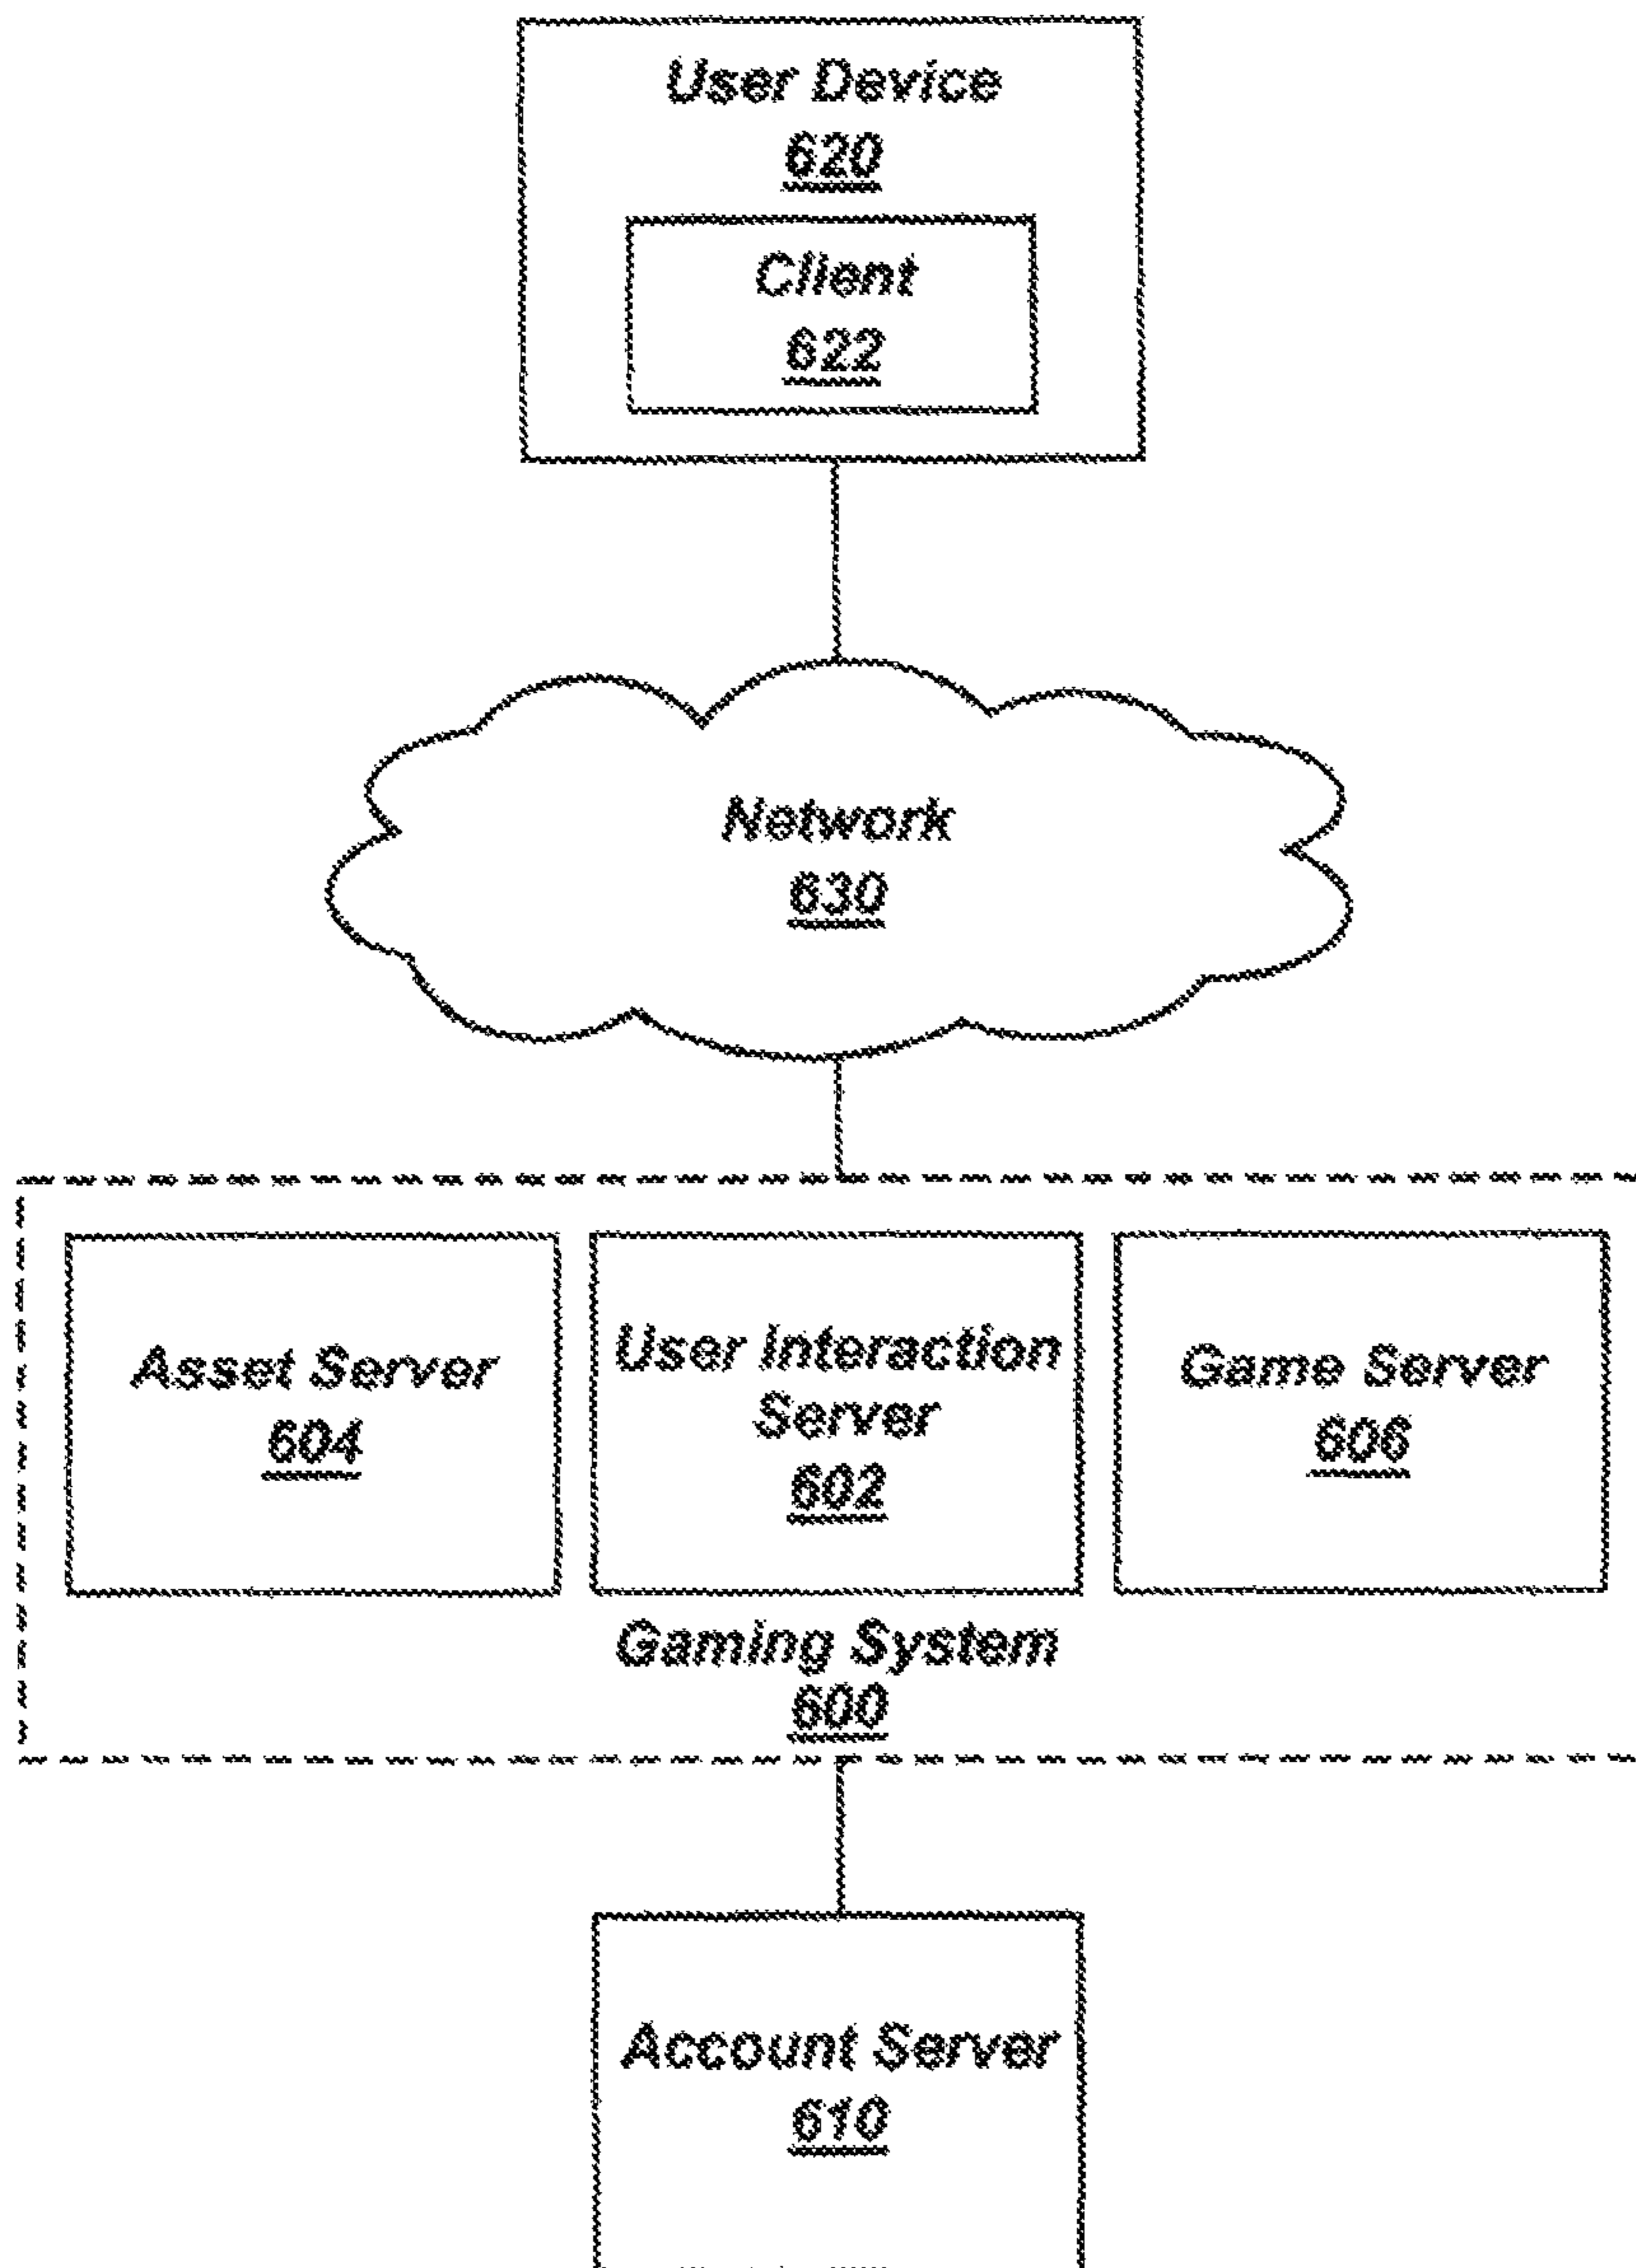 User Device
620
Client
622
Network
630
Asset Server
604
User Interaction
Server
602
Game Server
606
Gaming System
600
Account Server
610